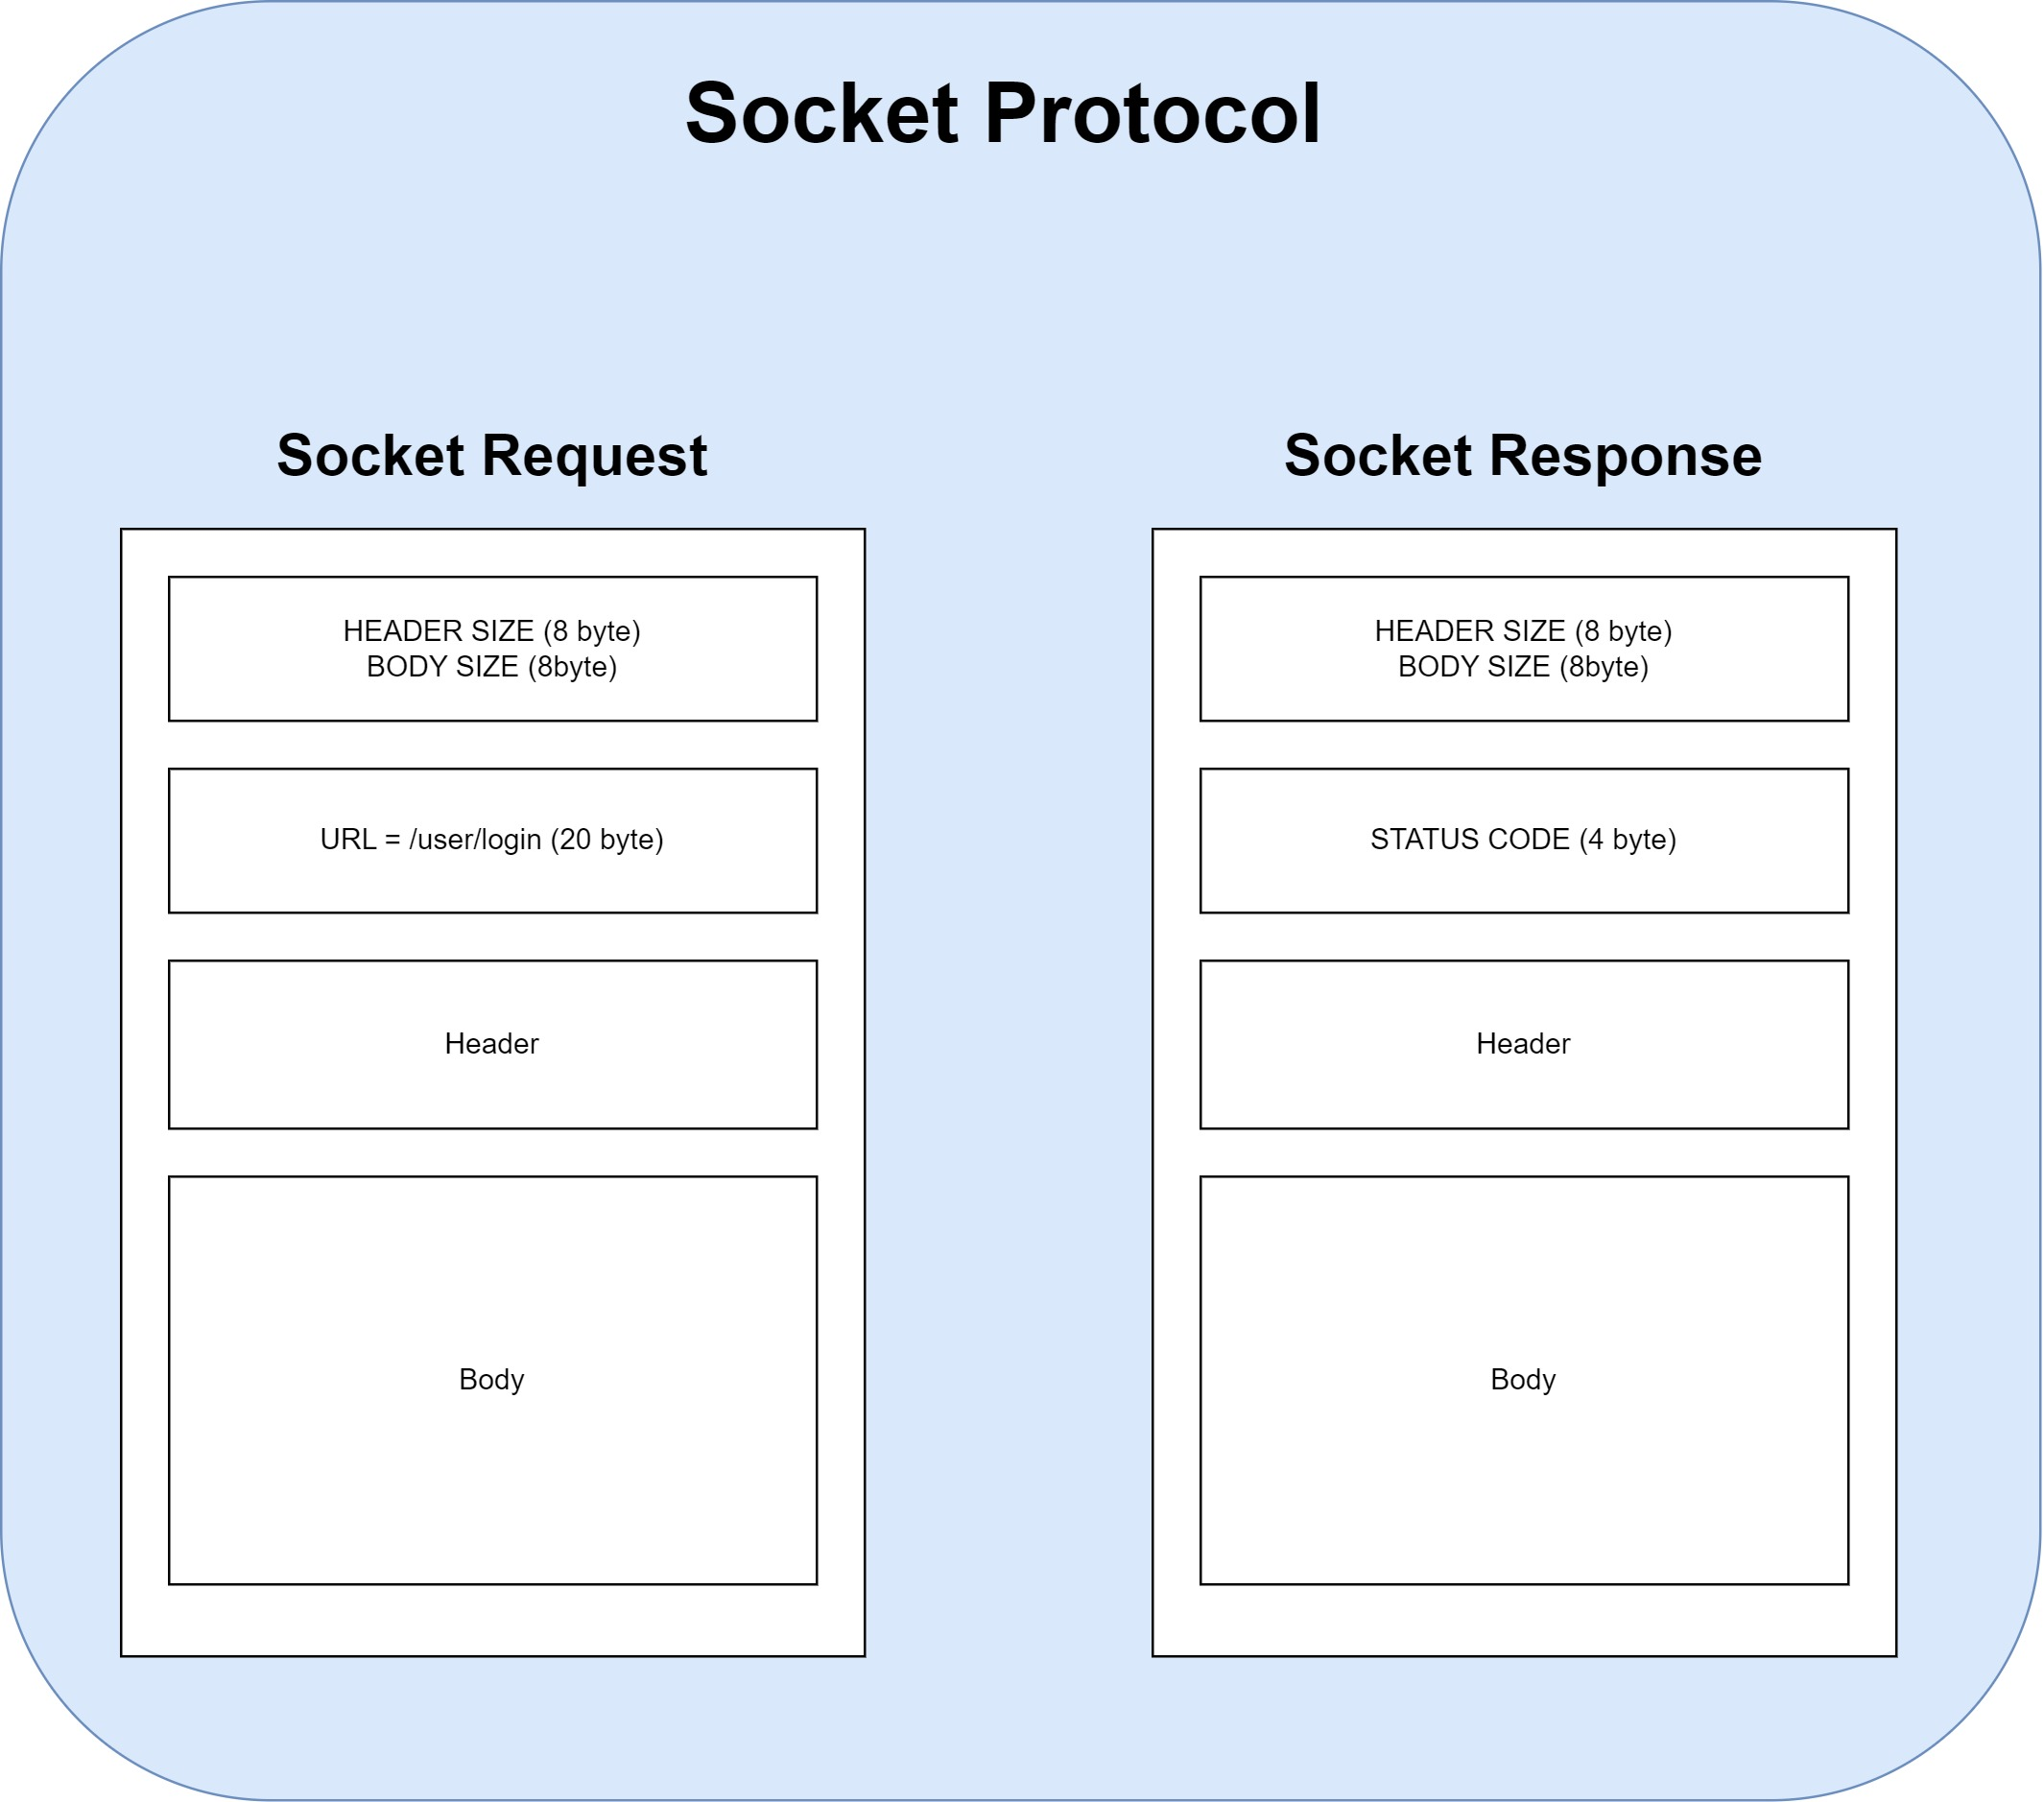 Socket Protocol
Socket Request
HEADER SIZE (8 byte)
BODY SIZE (8byte)
URL = /user/login (20 byte)
Header
Body
Socket Response
HEADER SIZE (8 byte)
BODY SIZE (8byte)
STATUS CODE (4 byte)
Header
Body